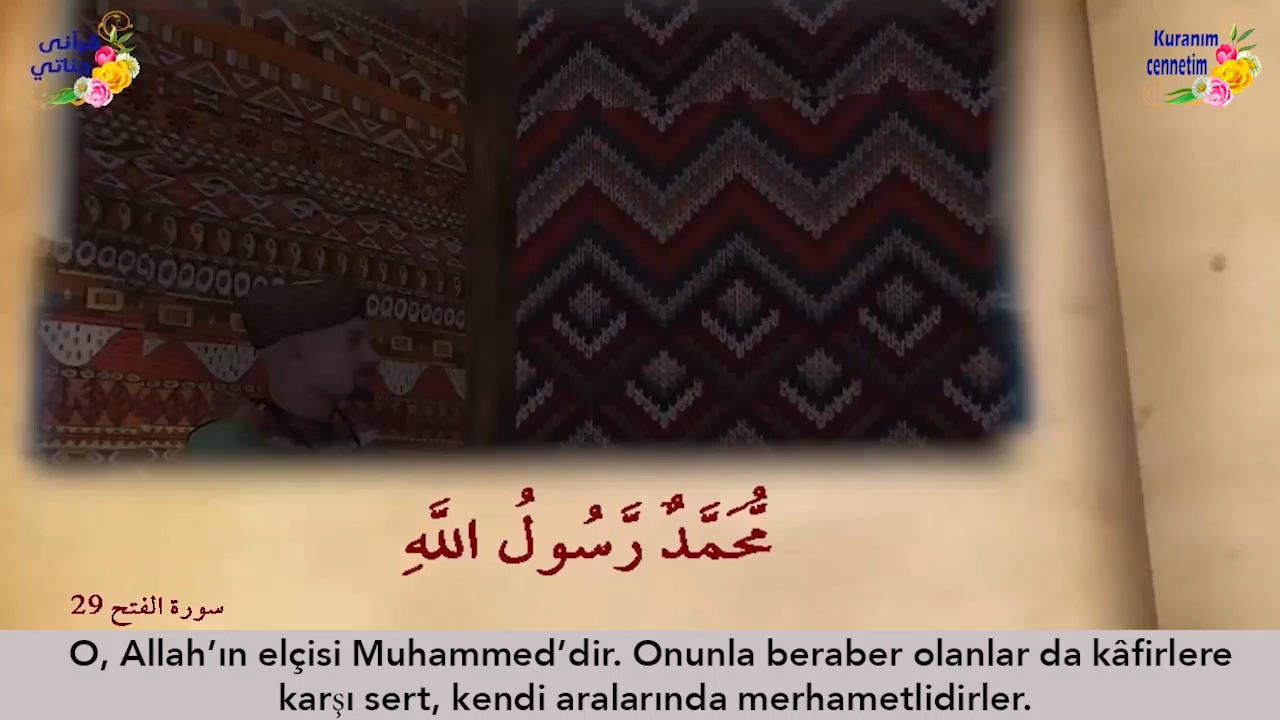 قرآنى
جناتي
Kuranım
cennetim
مُّحَمَّدٌ رَّسُولُ اللَّهِ
سورة الفتح 29
O, Allah’ın elçisi Muhammed’dir. Onunla beraber olanlar da kâfirlere
karşı sert, kendi aralarında merhametlidirler.